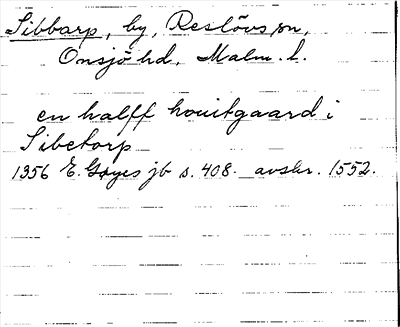 Sibbarp, by, Reslövs sn,
Onsjö hd, Malm. l.
en halff houitgaard i
Sibetorp
1356 E. Gøyes jb s. 408. avskr. 1552.